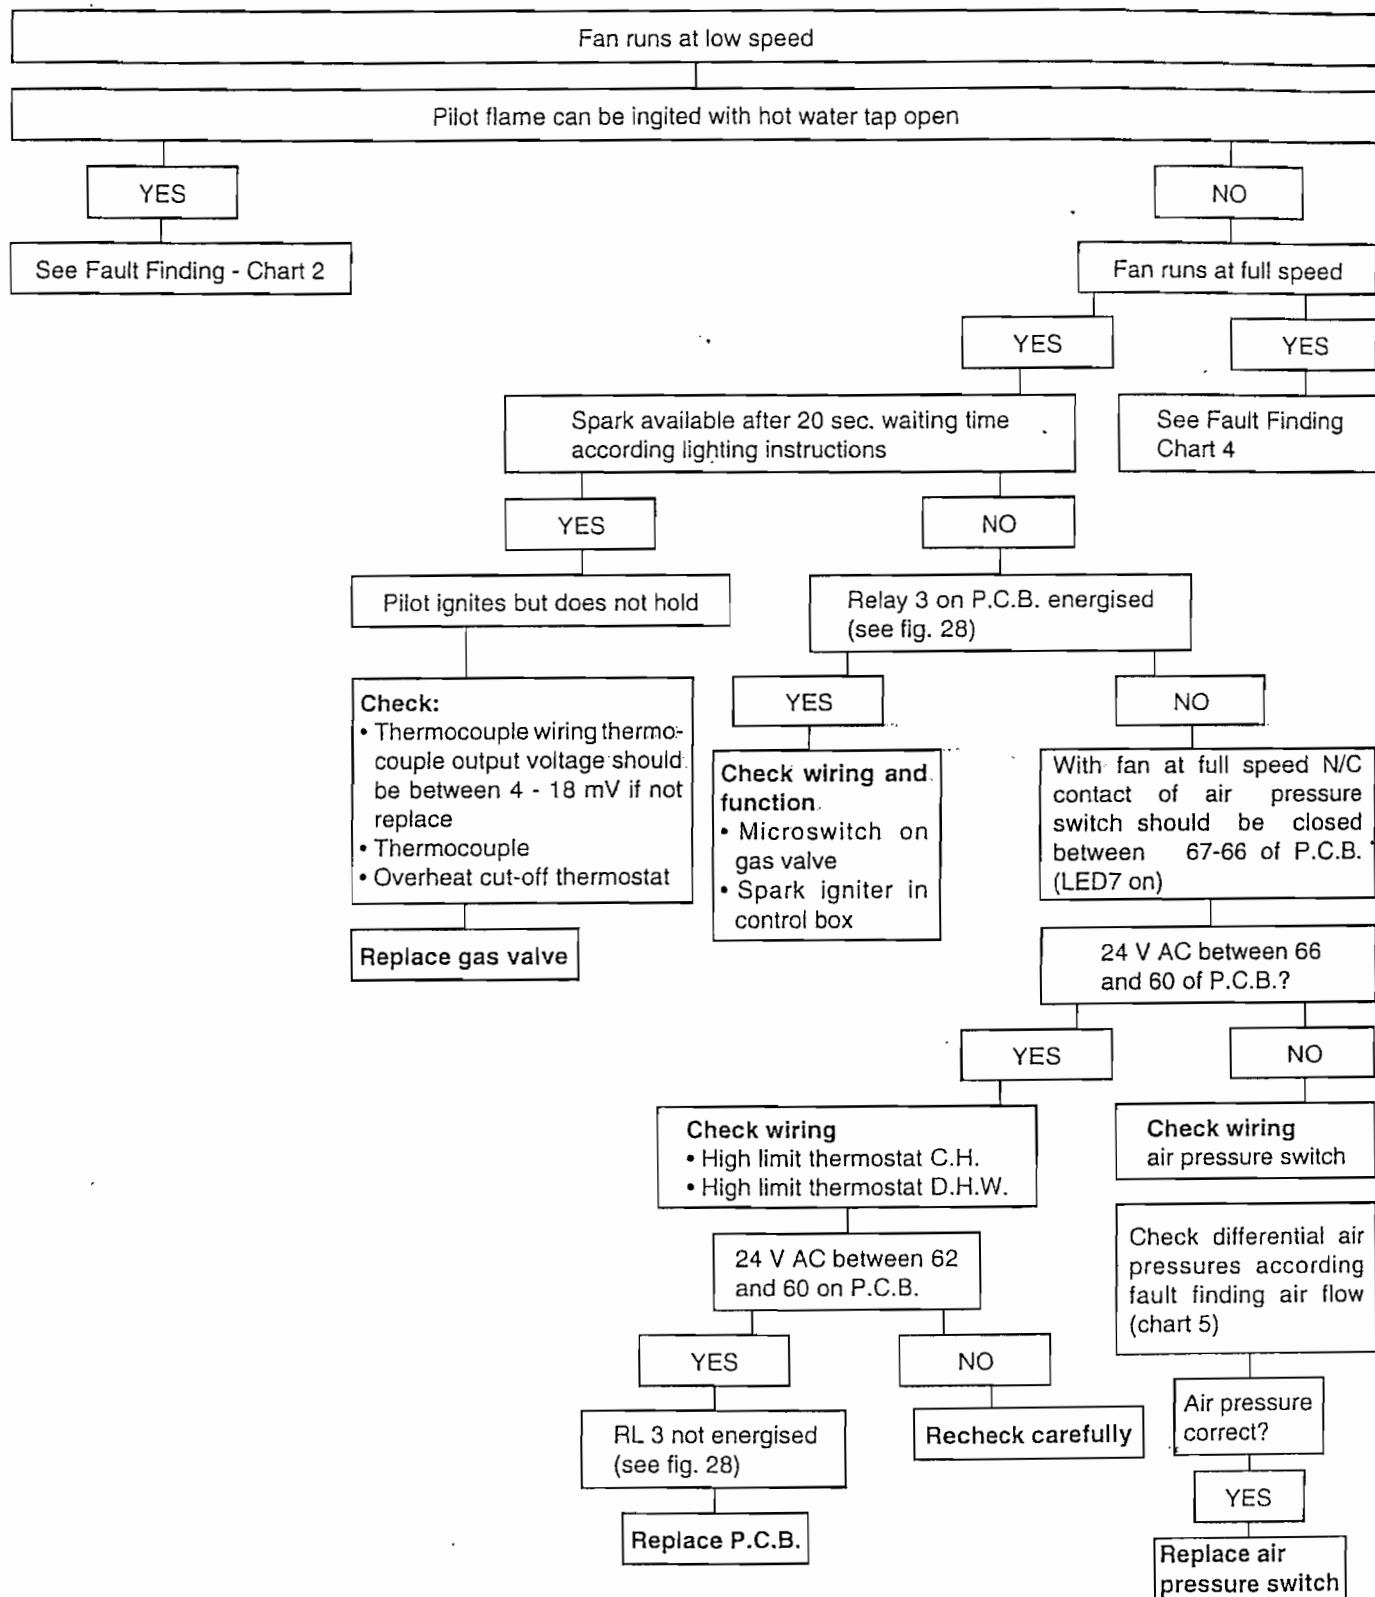 Fan runs at low speed
Pilot flame can be ingited with hot water tap open
YES
NO
See Fault Finding - Chart 2
Fan runs at full speed
YES
YES
Spark available after 20 sec. waiting time
according lighting instructions
See Fault Finding
Chart 4
YES
NO
Pilot ignites but does not hold
Relay 3 on P.C.B. energised
(see fig. 28)
Check:
• Thermocouple wiring thermo-
couple output voltage should
be between 4 - 18 mV if not
replace
• Thermocouple
• Overheat cut-off thermostat
Replace gas valve
YES
NO
Check wiring and
function
• Microswitch on
gas valve
• Spark igniter in
control box
With fan at full speed N/C
contact of air pressure
switch should be closed
between 67-66 of P.C.B.
(LED7 on)
24 V AC between 66
and 60 of P.C.B.?
YES
NO
Check wiring
• High limit thermostat C.H.
• High limit thermostat D.H.W.
Check wiring
air pressure switch
24 V AC between 62
and 60 on P.C.B.
Check differential air
pressures according
fault finding air flow
(chart 5)
YES
NO
RL 3 not energised
(see fig. 28)
Recheck carefully
Air pressure
correct?
Replace P.C.B.
YES
Replace air
pressure switch